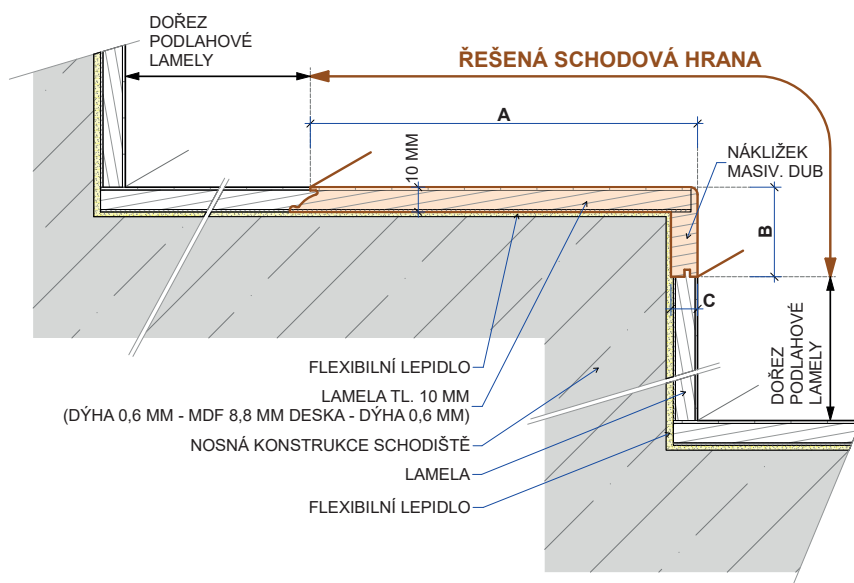 DOŘEZ
PODLAHOVÉ
LAMELY
ŘEŠENÁ SCHODOVÁ HRANA
A
10 MM
NÁKLIŽEK
MASIV. DUB
B
C
DOŘEZ
PODLAHOVÉ
LAMELY
FLEXIBILNÍ LEPIDLO
LAMELA TL. 10 MM
(DÝHA 0,6 MM - MDF 8,8 MM DESKA - DÝHA 0,6 MM)
NOSNÁ KONSTRUKCE SCHODIŠTĚ
LAMELA
FLEXIBILNÍ LEPIDLO